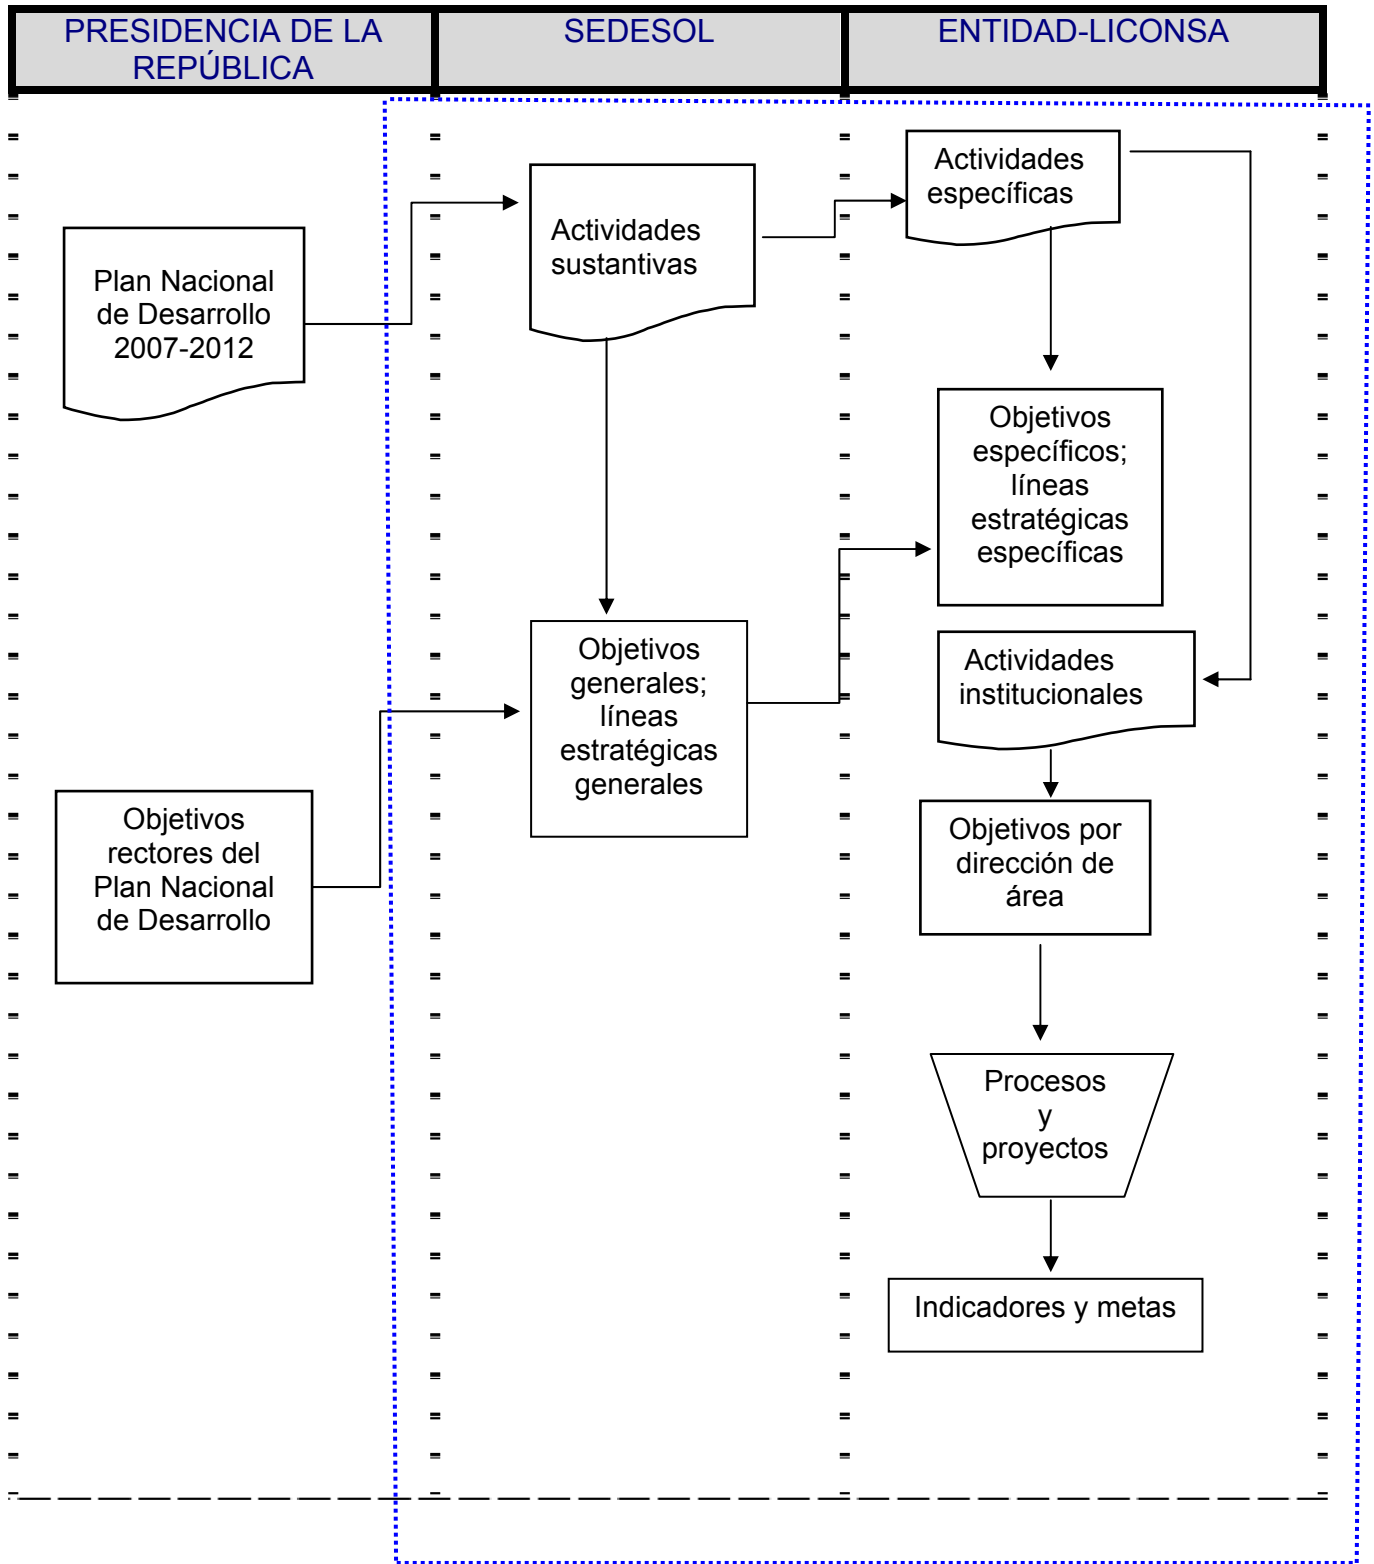 PRESIDENCIA DE LA
REPÚBLICA
SEDESOL
ENTIDAD-LICONSA
Plan Nacional
de Desarrollo
2007-2012
Objetivos
rectores del
Plan Nacional
de Desarrollo
Actividades
sustantivas
Objetivos
generales;
líneas
estratégicas
generales
Actividades
específicas
Objetivos
específicos;
líneas
estratégicas
específicas
Actividades
institucionales
Objetivos por
dirección de
área
Procesos
y
proyectos
Indicadores y metas